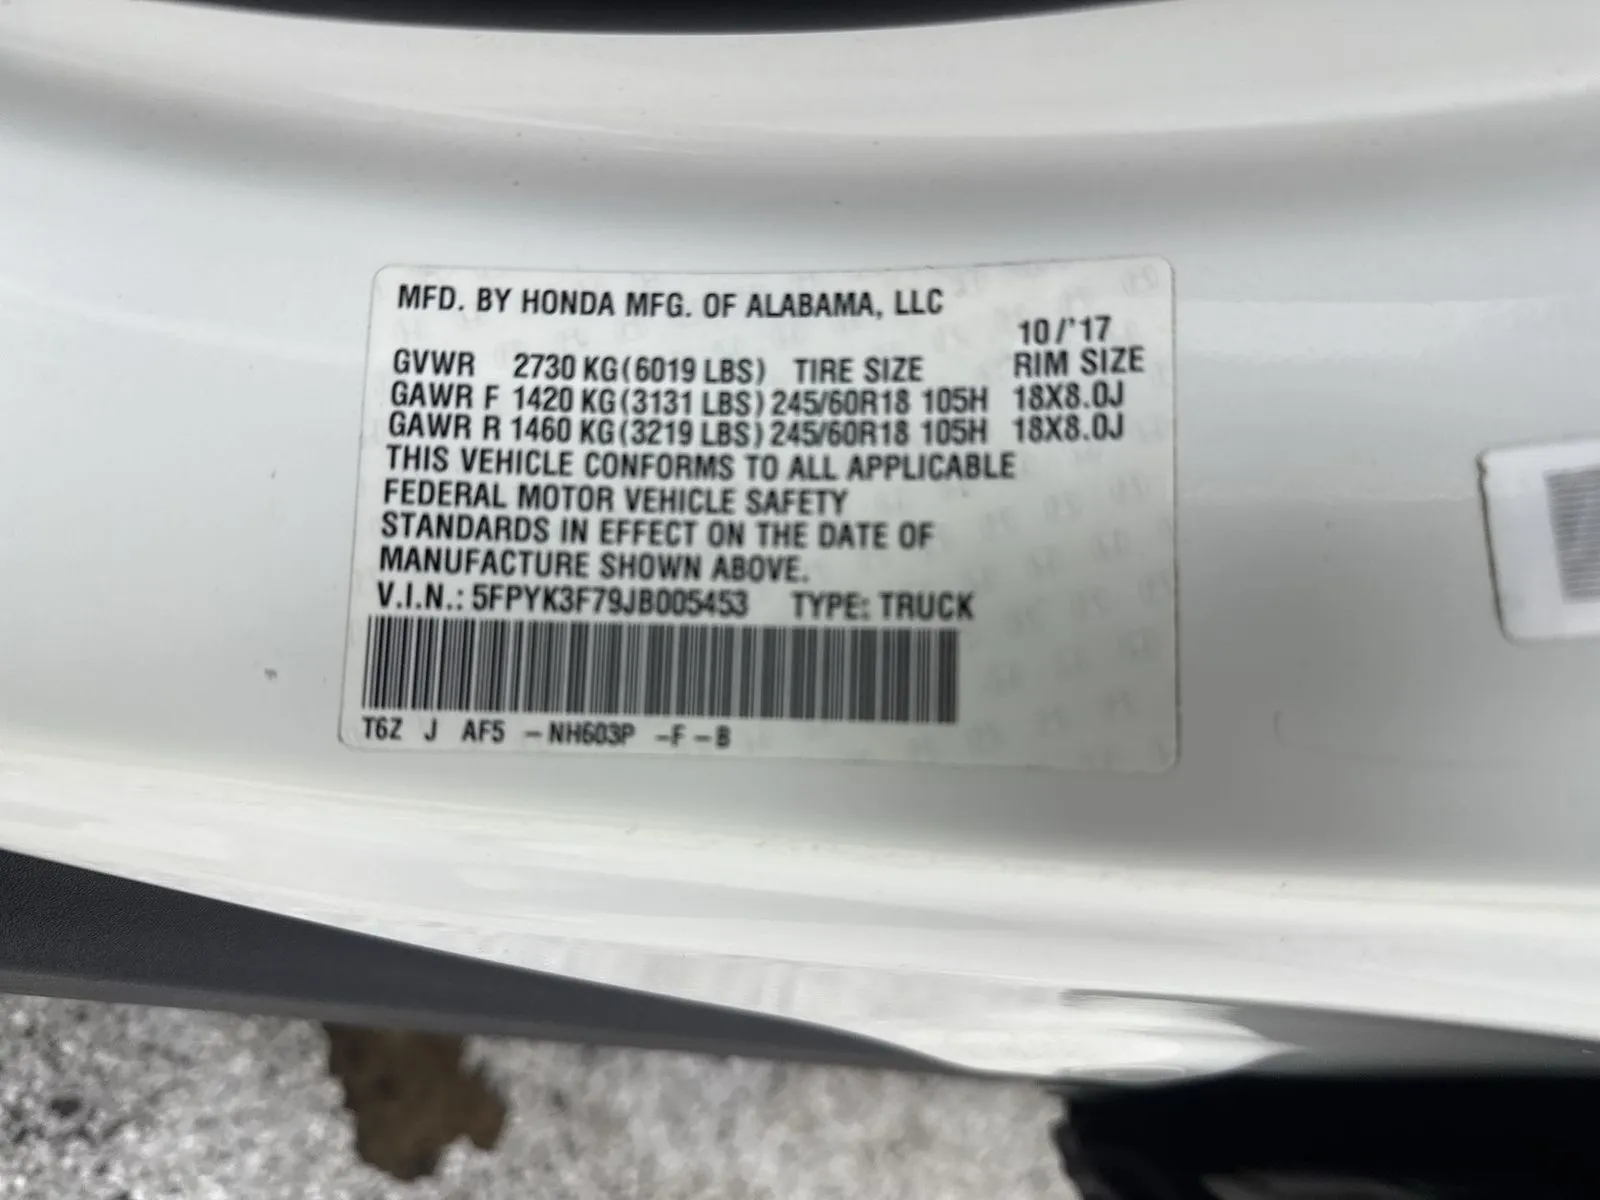 MFD. BY HONDA MFG. OF ALABAMA, LLC
10/'17
GVWR 2730 KG(6019 LBS) TIRE SIZE RIM SIZE
GAWR F 1420 KG(3131 LBS) 245/60R18 105H 18X8.0J
GAWR R 1460 KG(3219 LBS) 245/60R18 105H 18X8.0J
THIS VEHICLE CONFORMS TO ALL APPLICABLE
FEDERAL MOTOR VEHICLE SAFETY
STANDARDS IN EFFECT ON THE DATE OF
MANUFACTURE SHOWN ABOVE.
V.I.N.: 5FPYK3F79JB005453 TYPE: TRUCK
T6Z J AF5 -NH603P -F-B